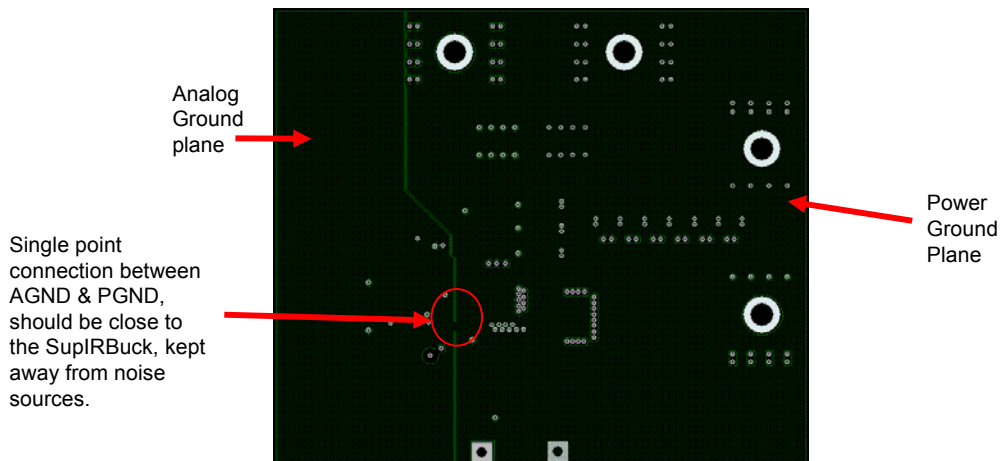 Analog
Ground
plane
Single point
connection between
AGND & PGND,
should be close to
the SupIRBuck, kept
away from noise
sources.
Power
Ground
Plane